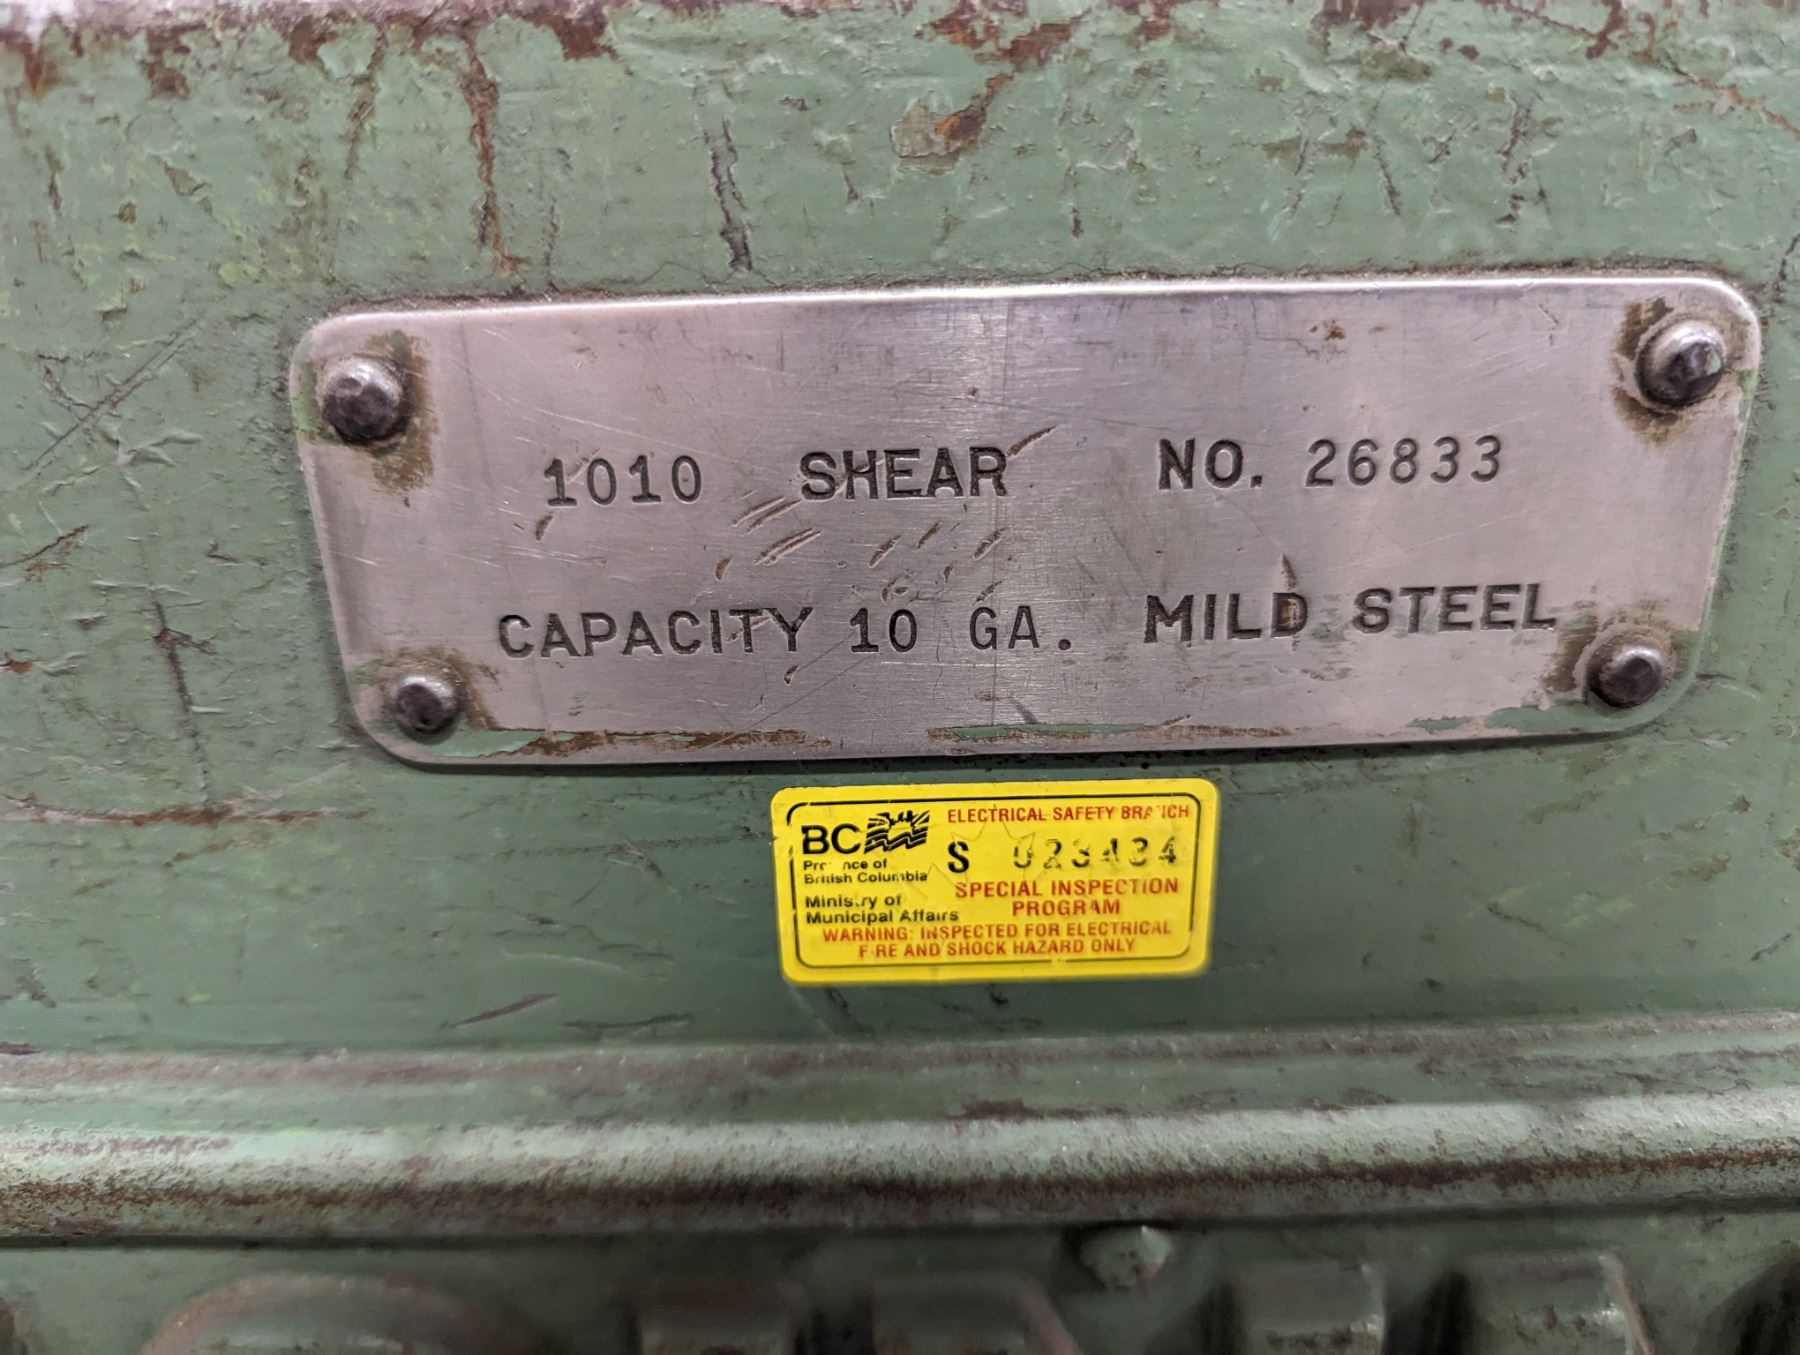 1010 SHEAR NO. 26833
CAPACITY 10 GA. MILD STEEL
BC
Province of
British Columbia
Ministry of
Municipal Affairs
ELECTRICAL SAFETY BRANCH
S 023434
SPECIAL INSPECTION
PROGRAM
WARNING: INSPECTED FOR ELECTRICAL
FIRE AND SHOCK HAZARD ONLY